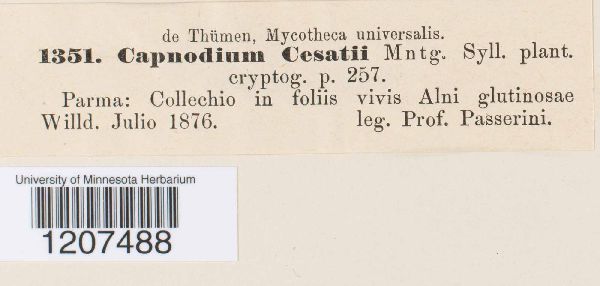 de Thümen, Mycotheca universalis.
1351. Capnodium Cesatii Mntg. Syll. plant.
cryptog. p. 257.
Parma: Collechio in foliis vivis Alni glutinosae
Willd. Julio 1876. leg. Prof. Passerini.
University of Minnesota Herbarium
1207488